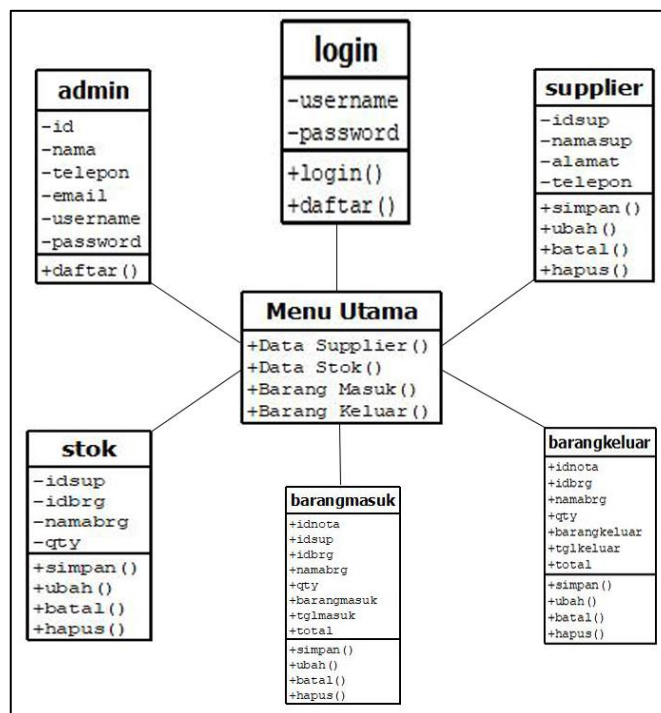 login
-username
-password
+login()
+daftar()
admin
-id
-nama
-telepon
-email
-username
-password
+daftar()
supplier
-idsup
-namasup
-alamat
-telepon
+simpan()
+ubah()
+batal()
+hapus()
Menu Utama
+Data Supplier()
+Data Stok()
+Barang Masuk()
+Barang Keluar()
stok
-idsup
-idbrg
-namabrg
-qty
+simpan()
+ubah()
+batal()
+hapus()
barangmasuk
+idnota
+idsup
+idbrg
+namabrg
+qty
+barangmasuk
+tglmasuk
+total
+simpan()
+ubah()
+batal()
+hapus()
barangkeluar
+idnota
+idbrg
+namabrg
+qty
+barangkeluar
+tglkeluar
+total
+simpan()
+ubah()
+batal()
+hapus()